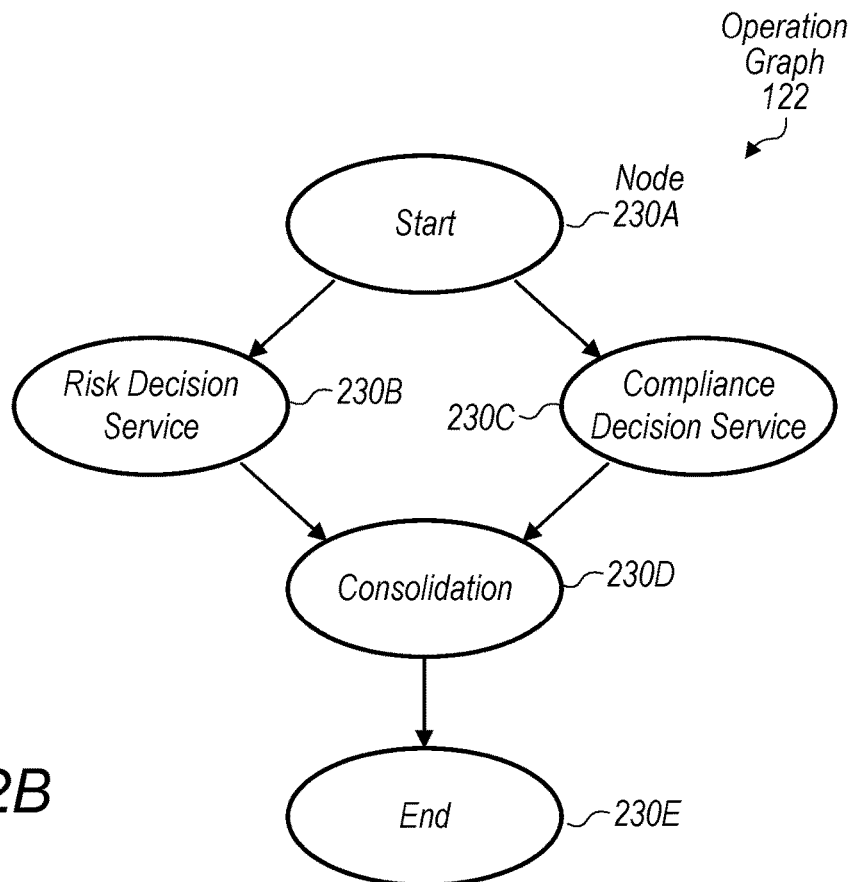 Operation
Graph
122
Node
230A
Start
Risk Decision
Service
230B
230C
Compliance
Decision Service
Consolidation
230D
End
230E
2B